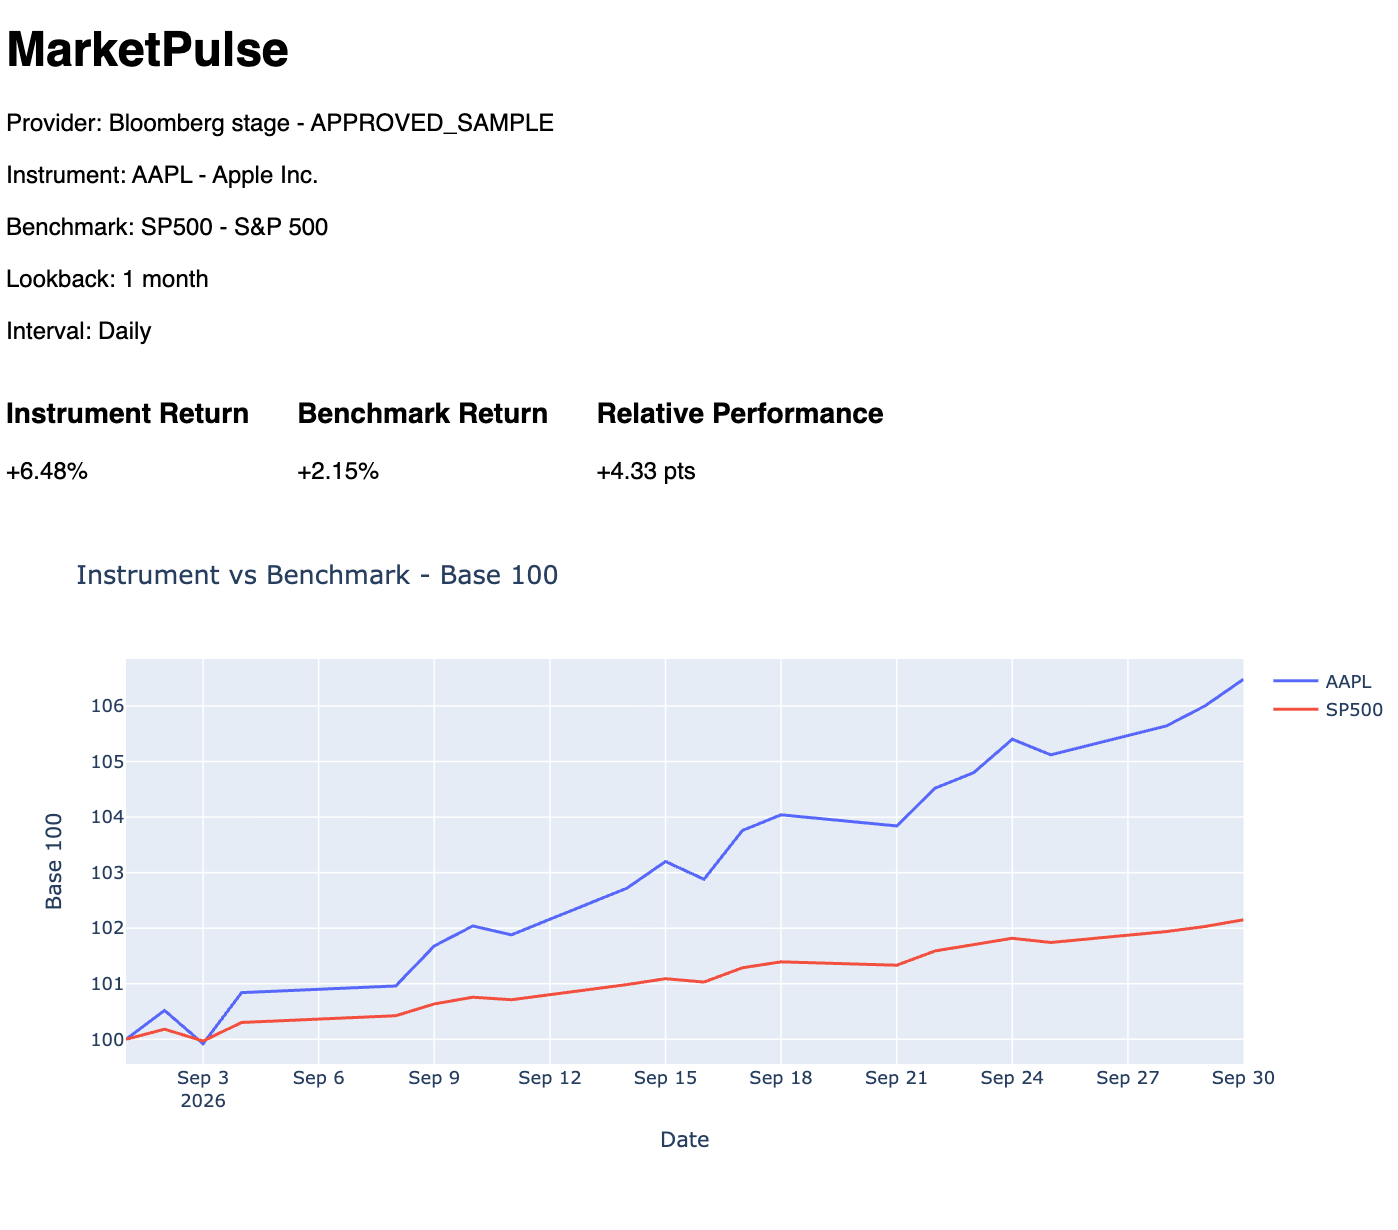 MarketPulse
Provider: Bloomberg stage - APPROVED_SAMPLE
Instrument: AAPL - Apple Inc.
Benchmark: SP500 - S&P 500
Lookback: 1 month
Interval: Daily
Instrument Return Benchmark Return Relative Performance
+6.48% +2.15% +4.33 pts
Instrument vs Benchmark - Base 100
AAPL
SP500
106
105
104
103
102
101
100
Base 100
Sep 3 Sep 6 Sep 9 Sep 12 Sep 15 Sep 18 Sep 21 Sep 24 Sep 27 Sep 30
2026
Date